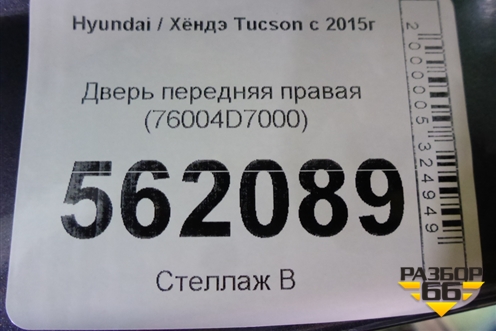 Hyundai / Хёндэ Tucson с 2015г
Дверь передняя правая
(76004D7000)
562089
Стеллаж В
2000005324949
РАЗБОР
66